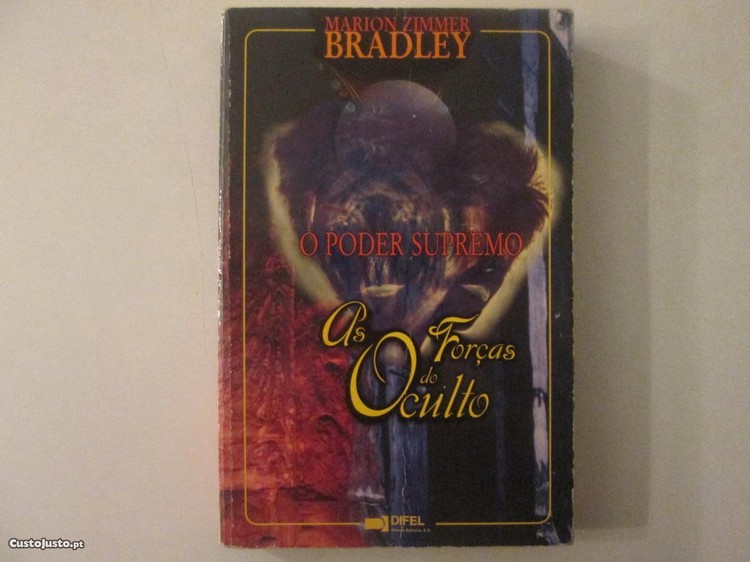 MARION ZIMMER
BRADLEY
O PODER SUPREMO
As Forças
do
Oculto
DIFEL
CustoJusto.pt